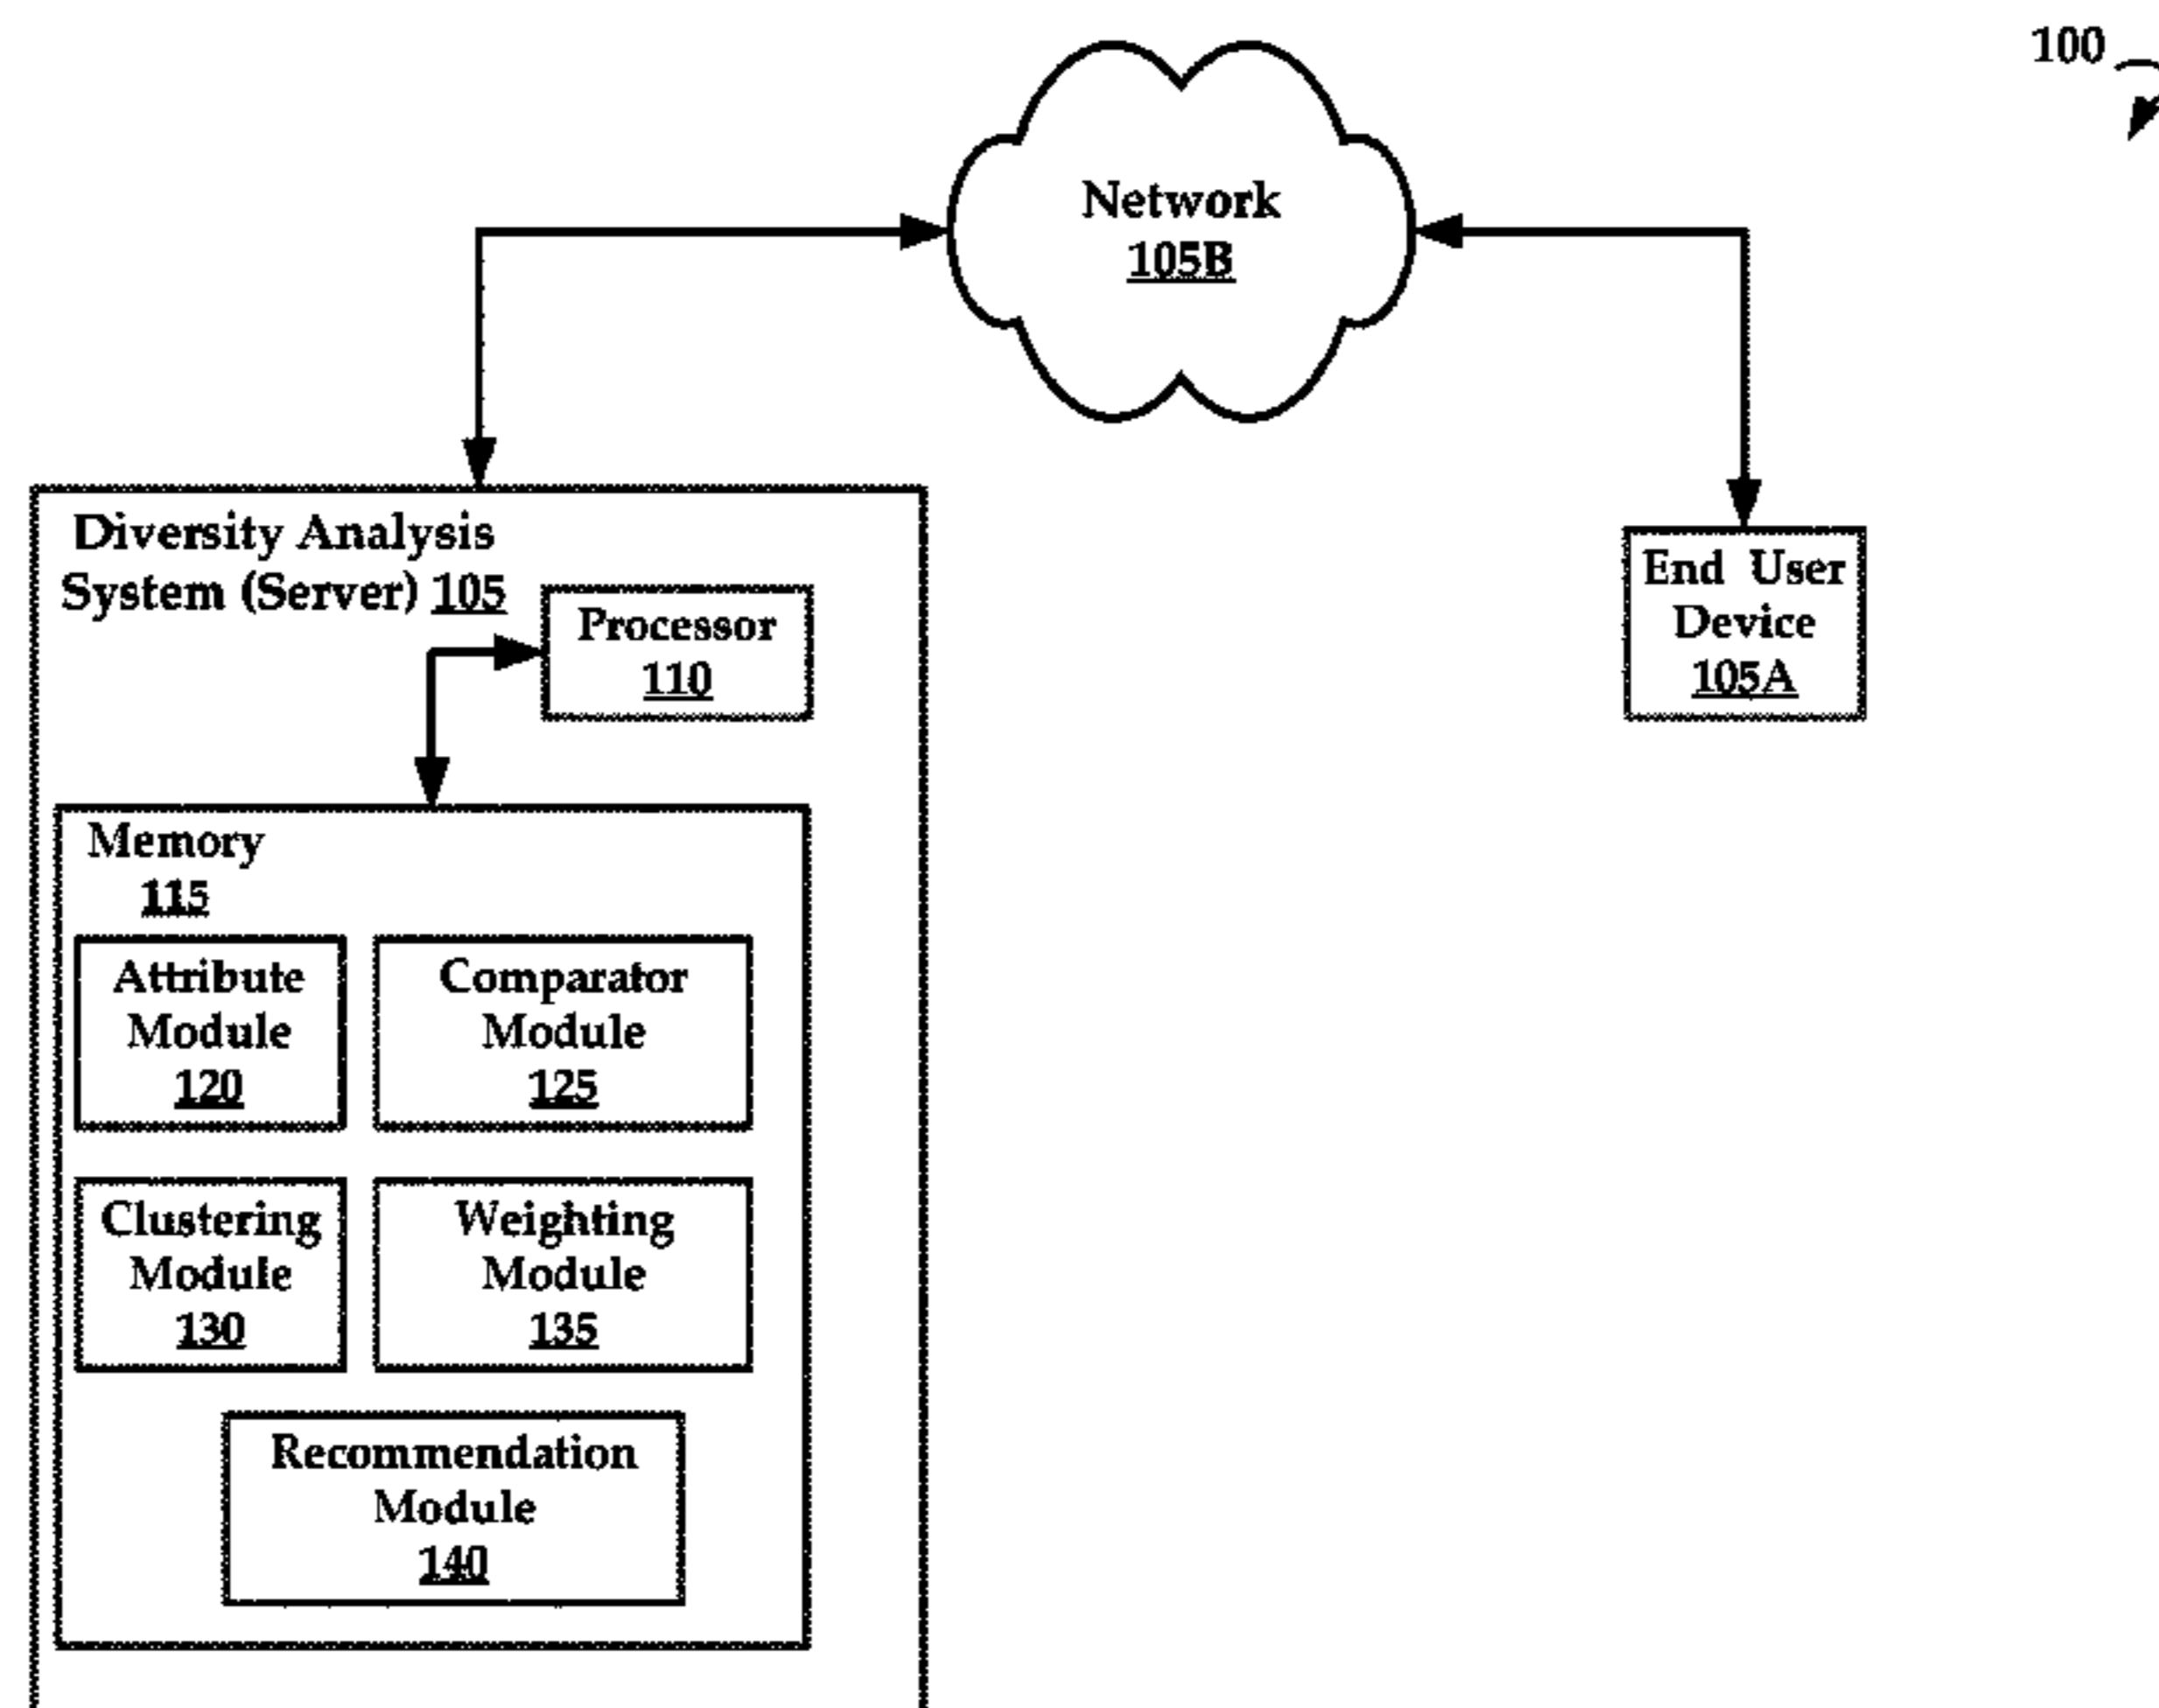 100
Network
105B
Diversity Analysis
System (Server) 105
Processor
110
End User
Device
105A
Memory
115
Attribute
Module
120
Comparator
Module
125
Clustering
Module
130
Weighting
Module
135
Recommendation
Module
140